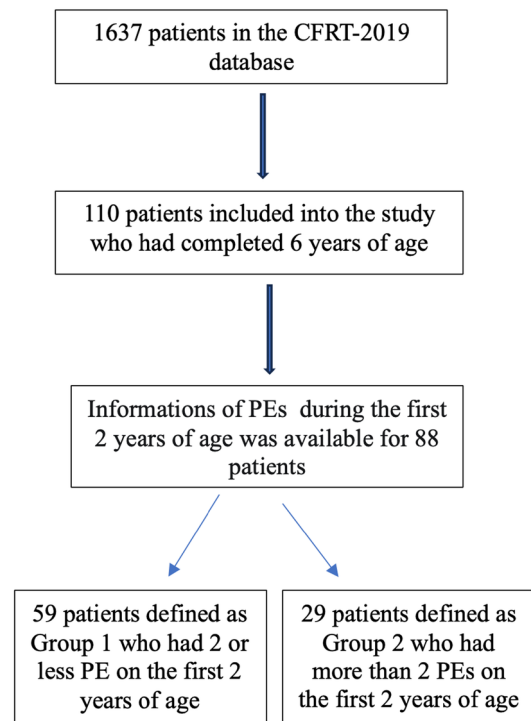 1637 patients in the CFRT-2019
database
110 patients included into the study
who had completed 6 years of age
Informations of PEs during the first
2 years of age was available for 88
patients
59 patients defined as
Group 1 who had 2 or
less PE on the first 2
years of age
29 patients defined as
Group 2 who had
more than 2 PEs on
the first 2 years of age